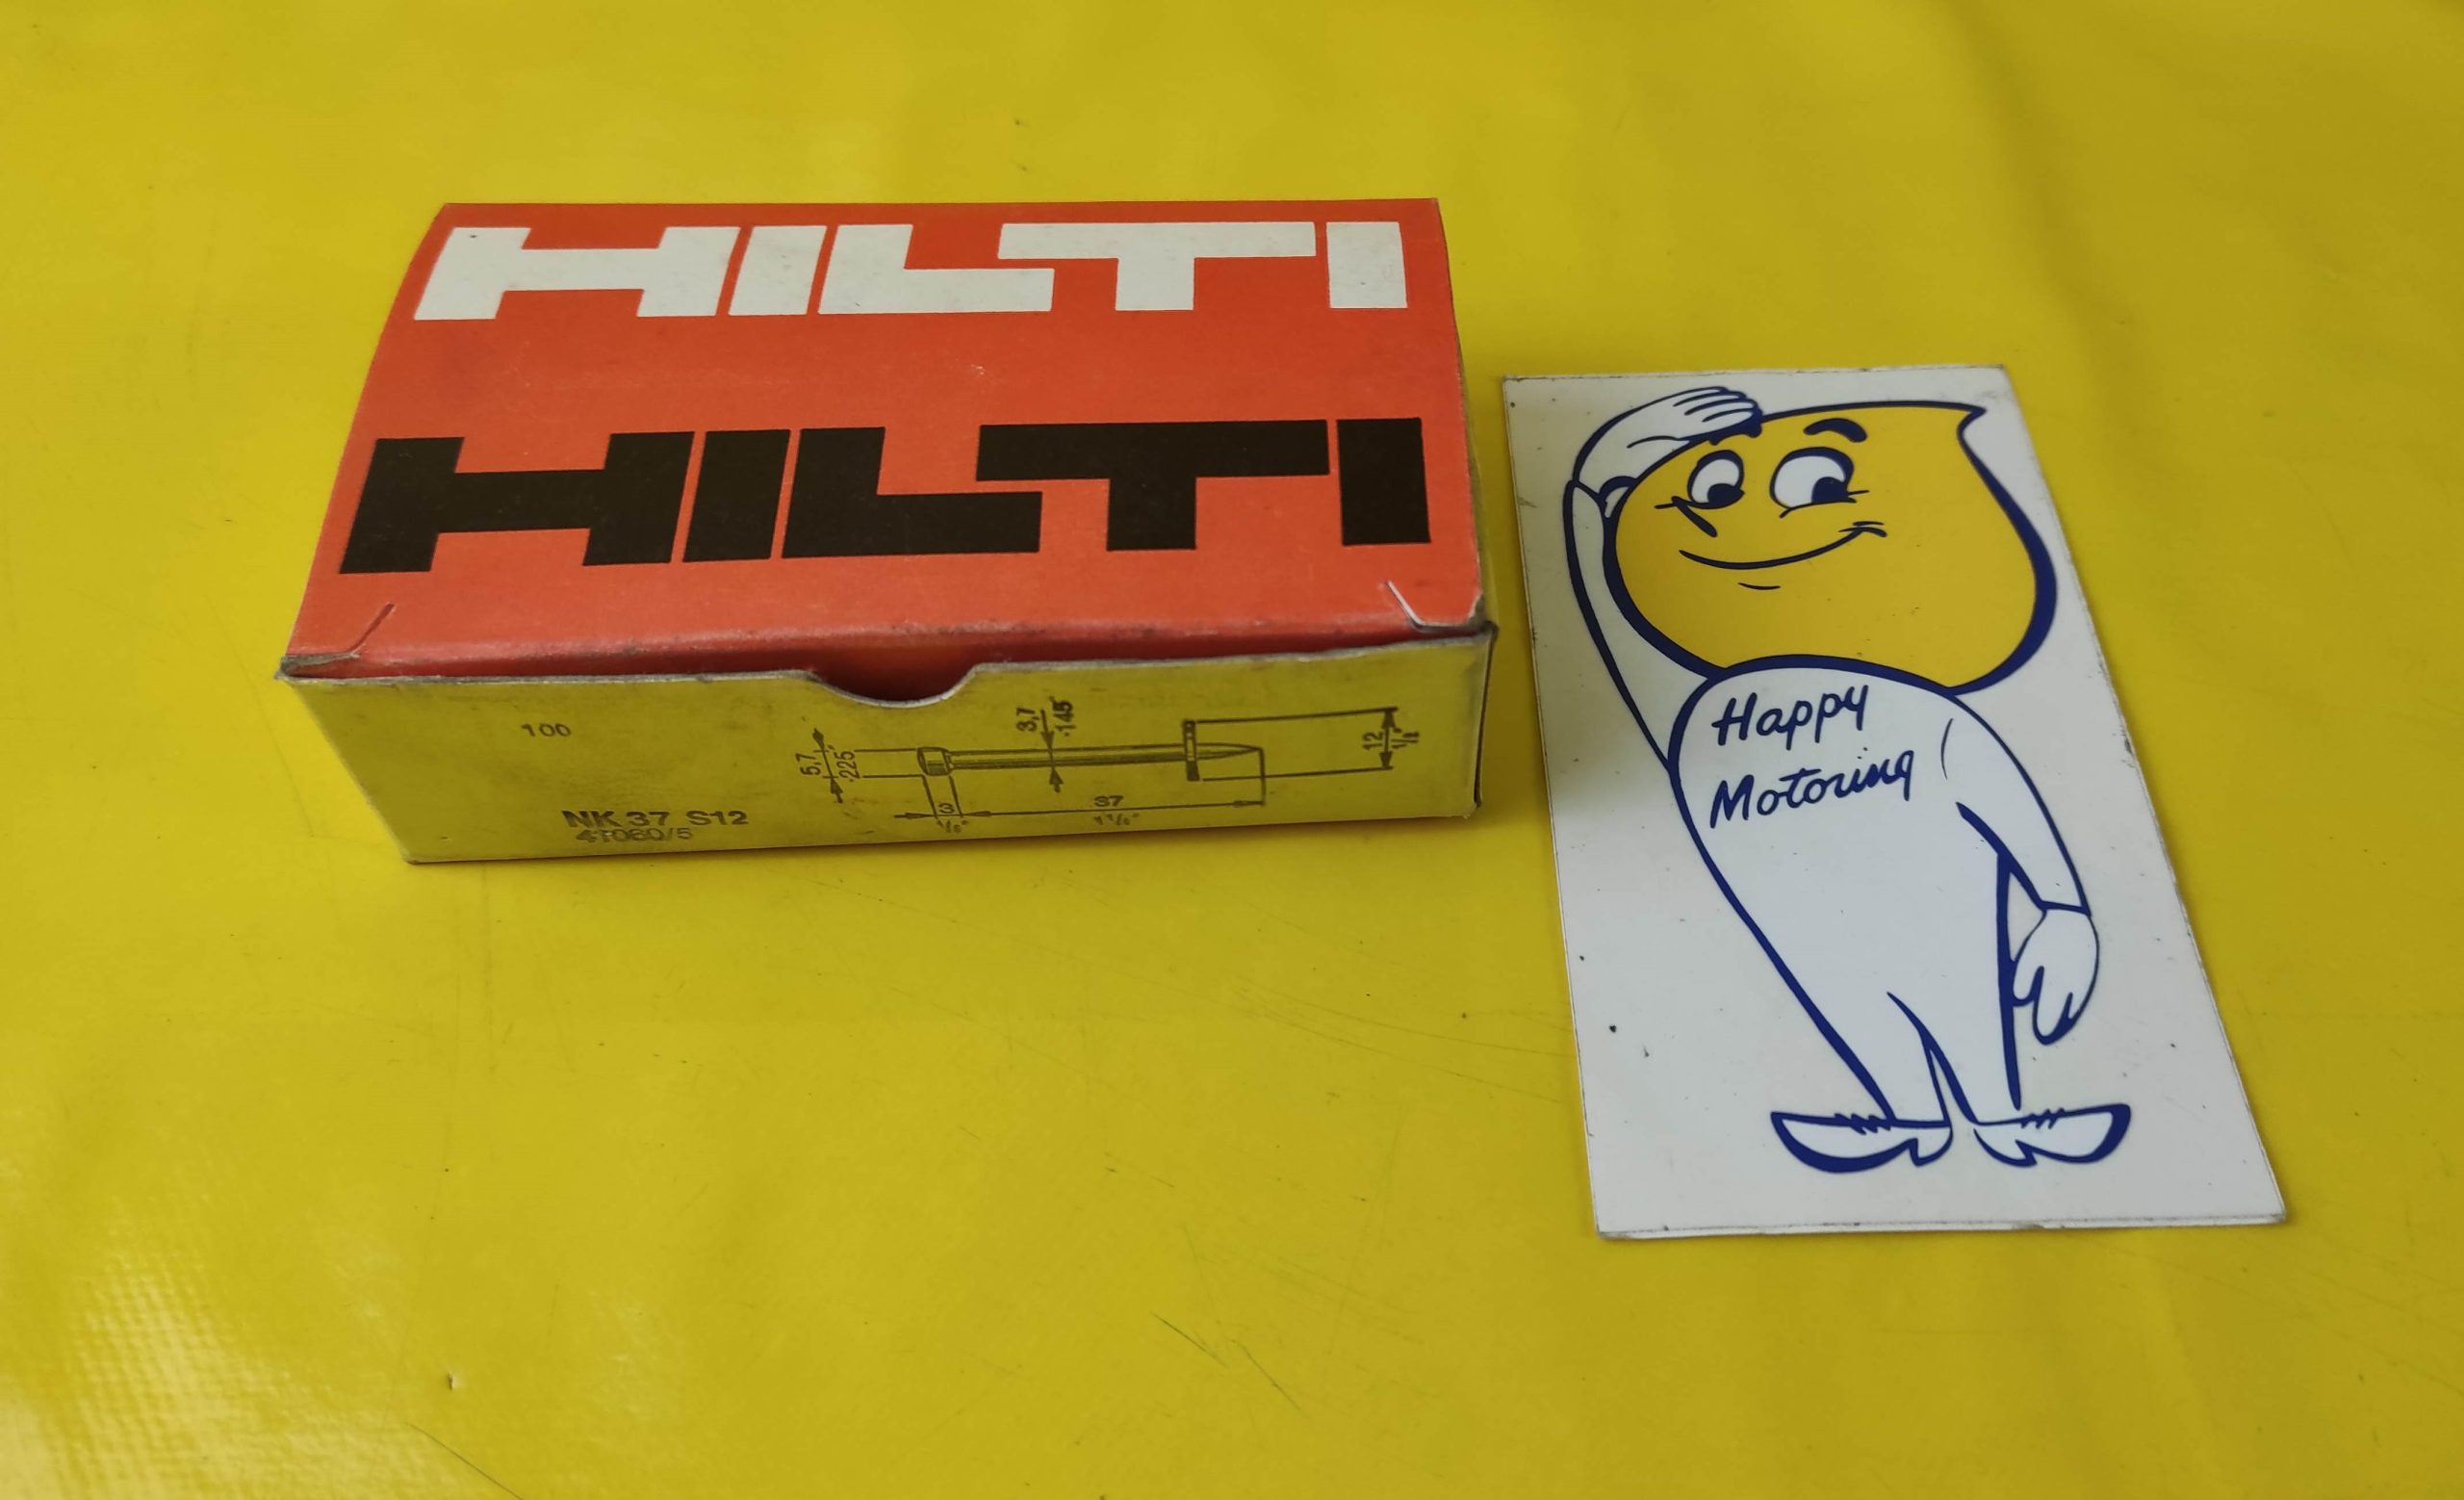 HILTI
HILTI
100
5,7
.225"
3,7
.145"
12
3
37
NK 37 S12
41060/5
Happy
Motoring